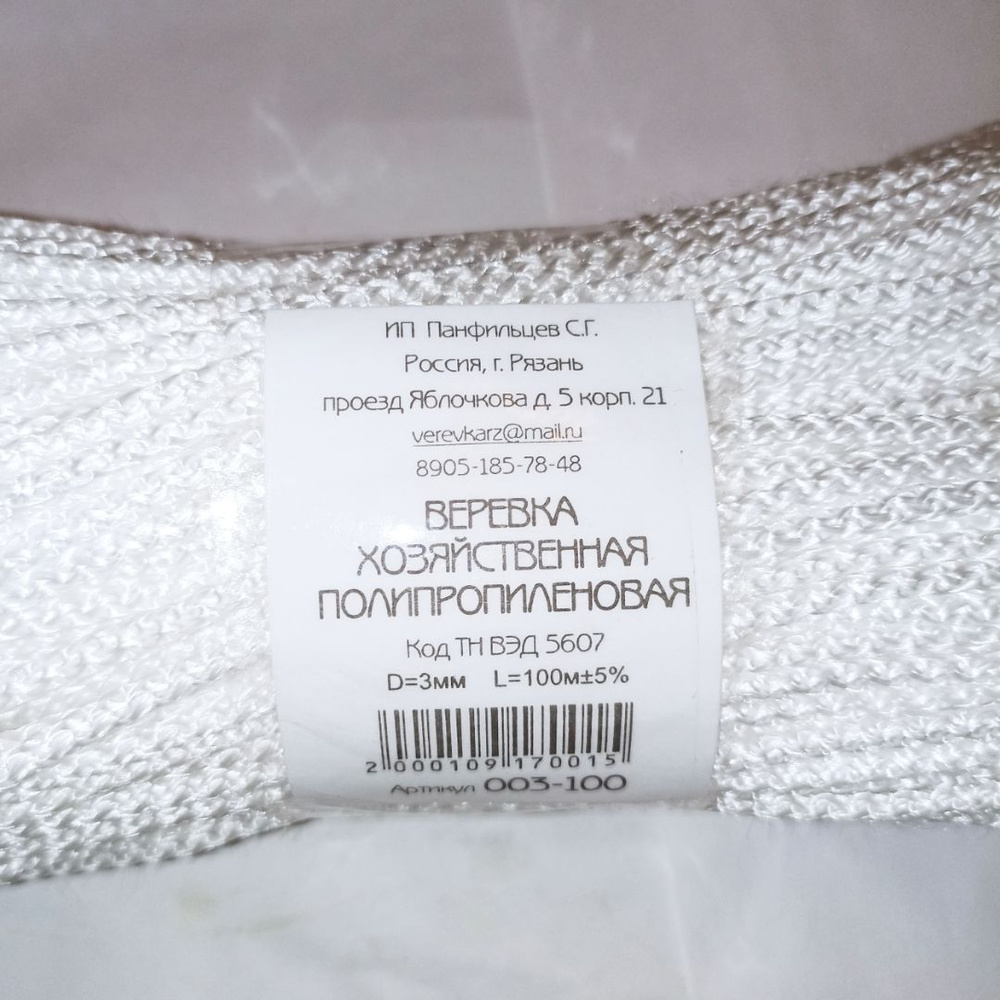 ИП Панфильцев С.Г.
Россия, г. Рязань
проезд Яблочкова д. 5 корп. 21
verevkarz@mail.ru
8905-185-78-48
ВЕРЕВКА
ХОЗЯЙСТВЕННАЯ
ПОЛИПРОПИЛЕНОВАЯ
Код ТН ВЭД 5607
D=3мм L=100м±5%
2 000109 170015
Артикул 003-100